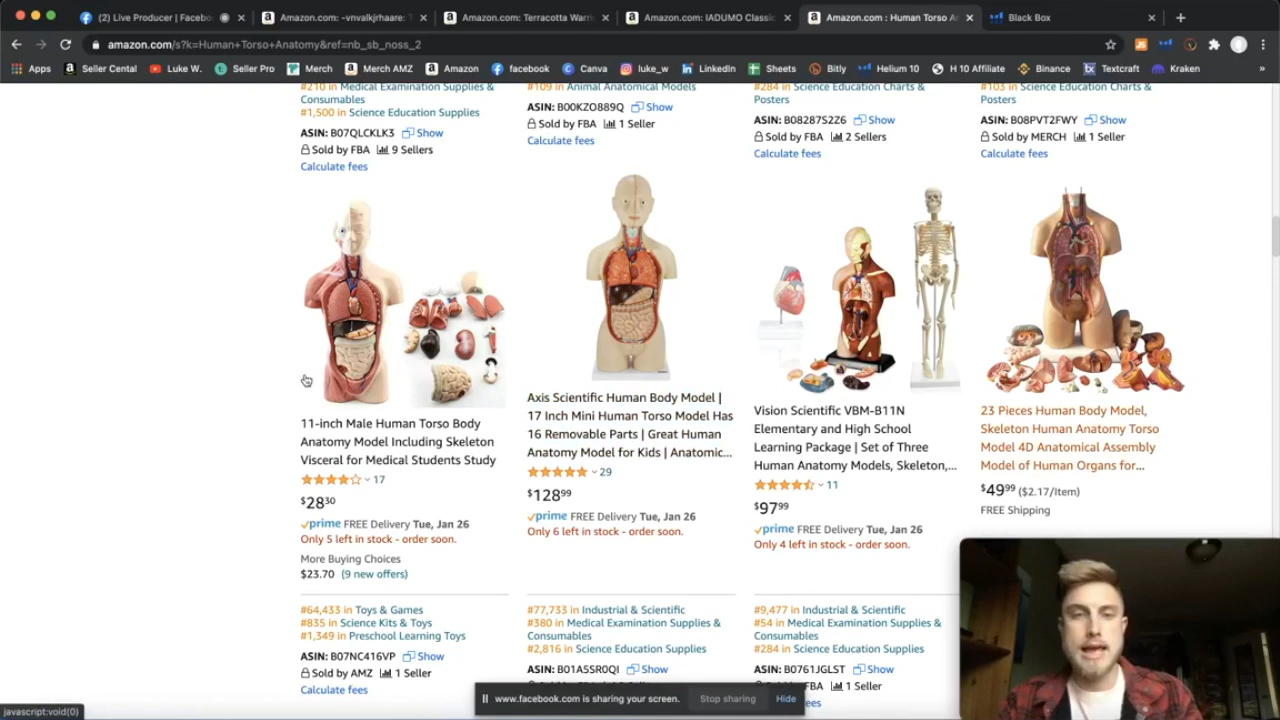 (2) Live Producer | Facebo
Amazon.com: -vnvalkjrhaare: T
Amazon.com: Terracotta Warri
Amazon.com: IADUMO Classic
Amazon.com : Human Torso A
Black Box
amazon.com/s?k=Human+Torso+Anatomy&ref=nb_sb_noss_2
Apps
Seller Cental
Luke W.
Seller Pro
Merch
Merch AMZ
Amazon
facebook
Canva
luke_w
LinkedIn
Sheets
Bitly
Helium 10
H 10 Affiliate
Binance
Textcraft
Kraken
»
#210 in Medical Examination Supplies &
Consumables
#1,500 in Science Education Supplies
ASIN: B07QLCKLK3 Show
Sold by FBA 9 Sellers
Calculate fees
#109 in Animal Anatomical Models
ASIN: B00KZO889Q Show
Sold by FBA 1 Seller
Calculate fees
#284 in Science Education Charts &
Posters
ASIN: B08287S2Z6 Show
Sold by FBA 2 Sellers
Calculate fees
#103 in Science Education Charts &
Posters
ASIN: B08PVT2FWY Show
Sold by MERCH 1 Seller
Calculate fees
11-inch Male Human Torso Body
Anatomy Model Including Skeleton
Visceral for Medical Students Study
17
$2830
prime FREE Delivery Tue, Jan 26
Only 5 left in stock - order soon.
More Buying Choices
$23.70 (9 new offers)
#64,433 in Toys & Games
#835 in Science Kits & Toys
#1,349 in Preschool Learning Toys
ASIN: B07NC416VP Show
Sold by AMZ 1 Seller
Calculate fees
Axis Scientific Human Body Model |
17 Inch Mini Human Torso Model Has
16 Removable Parts | Great Human
Anatomy Model for Kids | Anatomic...
29
$12899
prime FREE Delivery Tue, Jan 26
Only 6 left in stock - order soon.
#77,733 in Industrial & Scientific
#380 in Medical Examination Supplies &
Consumables
#2,816 in Science Education Supplies
ASIN: B01ASSR0QI Show
Vision Scientific VBM-B11N
Elementary and High School
Learning Package | Set of Three
Human Anatomy Models, Skeleton,...
11
$9799
prime FREE Delivery Tue, Jan 26
Only 4 left in stock - order soon.
#9,477 in Industrial & Scientific
#54 in Medical Examination Supplies &
Consumables
#284 in Science Education Supplies
ASIN: B0761JGLST Show
FBA 1 Seller
ees
23 Pieces Human Body Model,
Skeleton Human Anatomy Torso
Model 4D Anatomical Assembly
Model of Human Organs for...
$4999 ($2.17/Item)
FREE Shipping
www.facebook.com is sharing your screen.
Stop sharing
Hide
javascript:void(0)